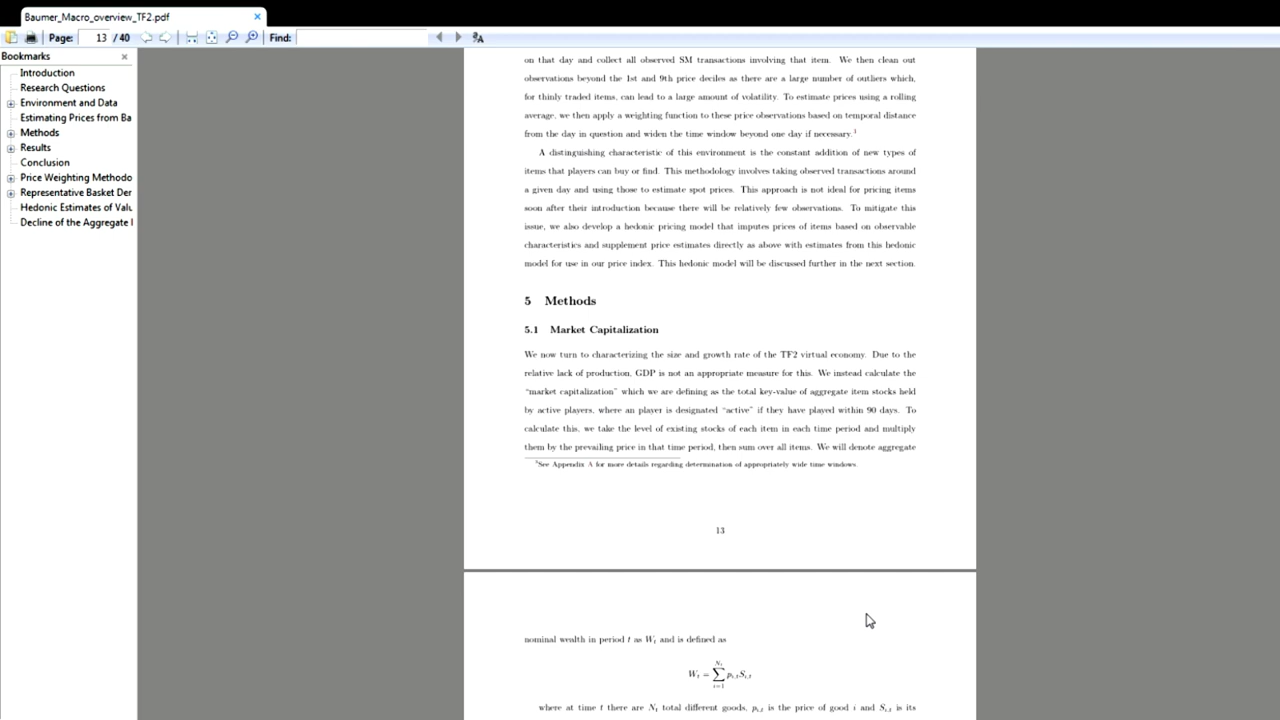 Baumer_Macro_overview_TF2.pdf
Page: 13 / 40 Find:
Bookmarks
Introduction
Research Questions
Environment and Data
Estimating Prices from Ba
Methods
Results
Conclusion
Price Weighting Methodo
Representative Basket Der
Hedonic Estimates of Valu
Decline of the Aggregate I
on that day and collect all observed SM transactions involving that item. We then clean out
observations beyond the 1st and 9th price deciles as there are a large number of outliers which,
for thinly traded items, can lead to a large amount of volatility. To estimate prices using a rolling
average, we then apply a weighting function to these price observations based on temporal distance
from the day in question and widen the time window beyond one day if necessary.³
A distinguishing characteristic of this environment is the constant addition of new types of
items that players can buy or find. This methodology involves taking observed transactions around
a given day and using those to estimate spot prices. This approach is not ideal for pricing items
soon after their introduction because there will be relatively few observations. To mitigate this
issue, we also develop a hedonic pricing model that imputes prices of items based on observable
characteristics and supplement price estimates directly as above with estimates from this hedonic
model for use in our price index. This hedonic model will be discussed further in the next section.
5 Methods
5.1 Market Capitalization
We now turn to characterizing the size and growth rate of the TF2 virtual economy. Due to the
relative lack of production, GDP is not an appropriate measure for this. We instead calculate the
“market capitalization” which we are defining as the total key-value of aggregate item stocks held
by active players, where an player is designated “active” if they have played within 90 days. To
calculate this, we take the level of existing stocks of each item in each time period and multiply
them by the prevailing price in that time period, then sum over all items. We will denote aggregate
³See Appendix A for more details regarding determination of appropriately wide time windows.
13
nominal wealth in period t as Wₜ and is defined as
Wₜ = ∑ᵢ₌₁^Nₜ pᵢ,ₜSᵢ,ₜ
where at time t there are Nₜ total different goods, pᵢ,ₜ is the price of good i and Sᵢ,ₜ is its